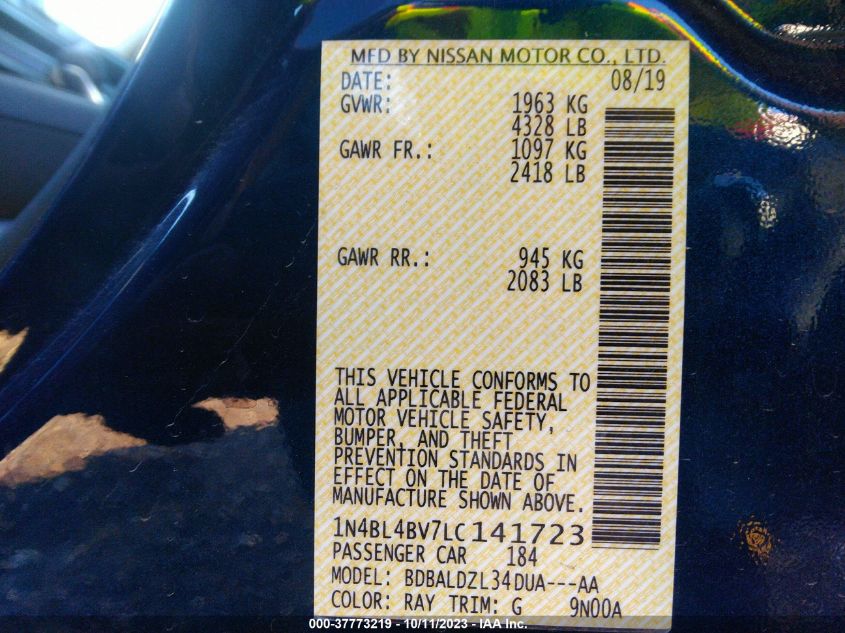 MFD BY NISSAN MOTOR CO., LTD.
DATE: 08/19
GVWR: 1963 KG
4328 LB
GAWR FR.: 1097 KG
2418 LB
GAWR RR.: 945 KG
2083 LB
THIS VEHICLE CONFORMS TO
ALL APPLICABLE FEDERAL
MOTOR VEHICLE SAFETY,
BUMPER, AND THEFT
PREVENTION STANDARDS IN
EFFECT ON THE DATE OF
MANUFACTURE SHOWN ABOVE.
1N4BL4BV7LC141723
PASSENGER CAR 184
MODEL: BDBALDZL34DUA---AA
COLOR: RAY TRIM: G 9N00A
000-37773219 - 10/11/2023 - IAA Inc.